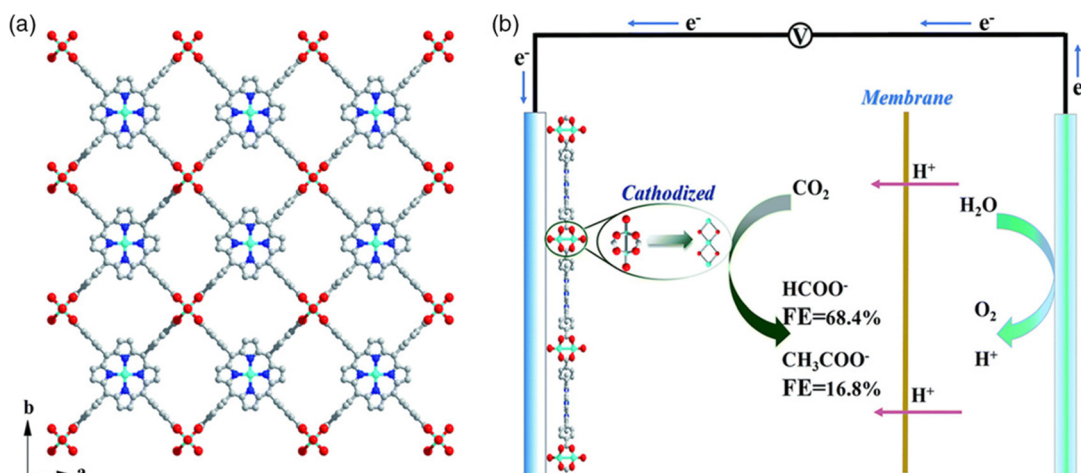 (a)
b
a
(b)
e⁻
e⁻
V
e⁻
e
Membrane
Cathodized
CO₂
H⁺
H₂O
HCOO⁻
FE=68.4%
CH₃COO⁻
FE=16.8%
O₂
H⁺
H⁺